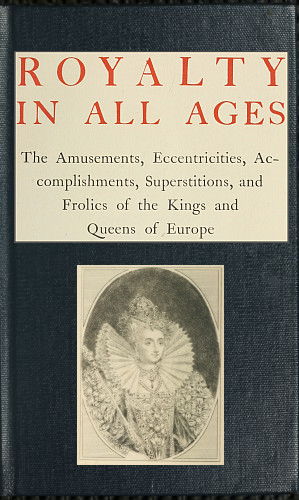 ROYALTY
IN ALL AGES
The Amusements, Eccentricities, Ac-
complishments, Superstitions, and
Frolics of the Kings and
Queens of Europe